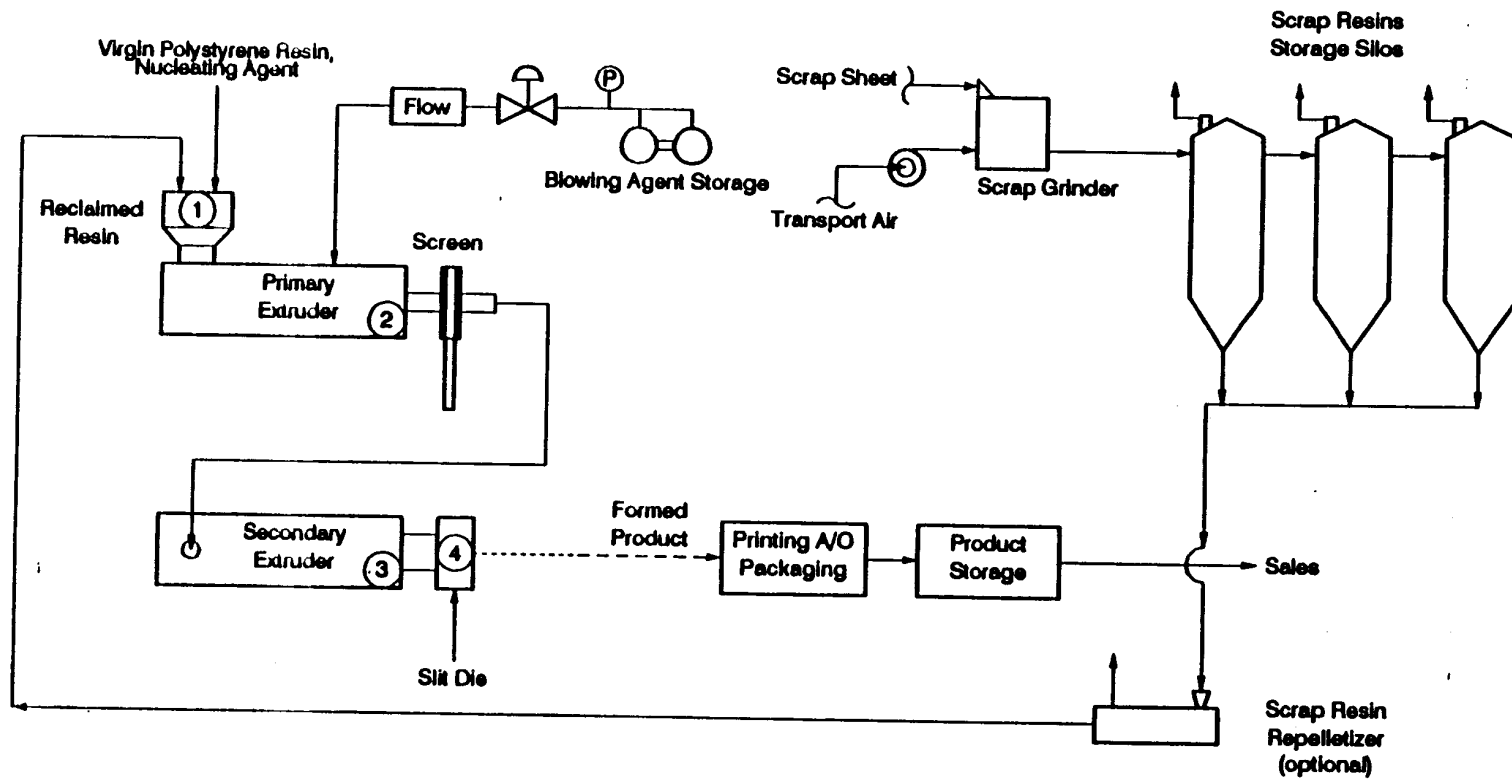 Virgin Polystyrene Resin,
Nucleating Agent
Flow
P
Blowing Agent Storage
Scrap Sheet
Transport Air
Scrap Grinder
Scrap Resins
Storage Silos
Reclaimed
Resin
1
Primary
Extruder
2
Screen
Secondary
Extruder
3
4
Slit Die
Formed
Product
Printing A/O
Packaging
Product
Storage
Sales
Scrap Resin
Repelletizer
(optional)